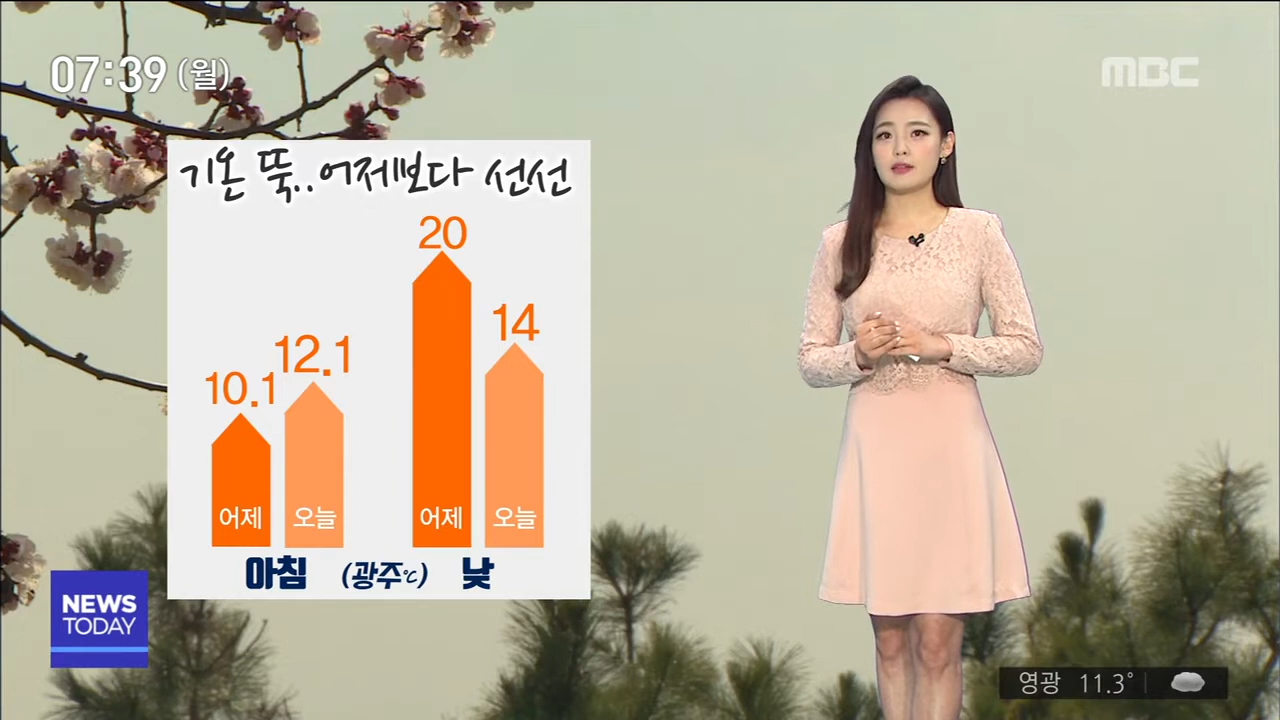 07:39 (월)
MBC
기온 뚝..어제보다 선선
20
14
12.1
10.1
어제
오늘
어제
오늘
아침 (광주℃) 낮
NEWS
TODAY
영광 11.3°